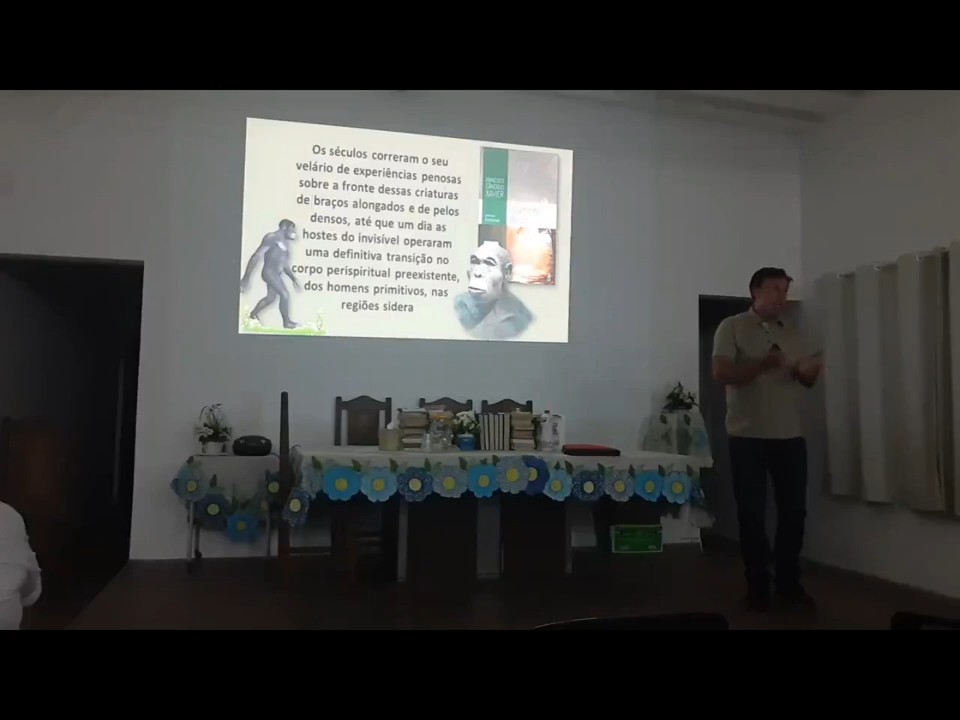 Os séculos correram o seu
velário de experiências penosas
sobre a fronte dessas criaturas
de braços alongados e de pelos
densos, até que um dia as
hostes do invisível operaram
uma definitiva transição no
corpo perispiritual preexistente,
dos homens primitivos, nas
regiões sidera
FRANCISCO
CÂNDIDO
XAVIER